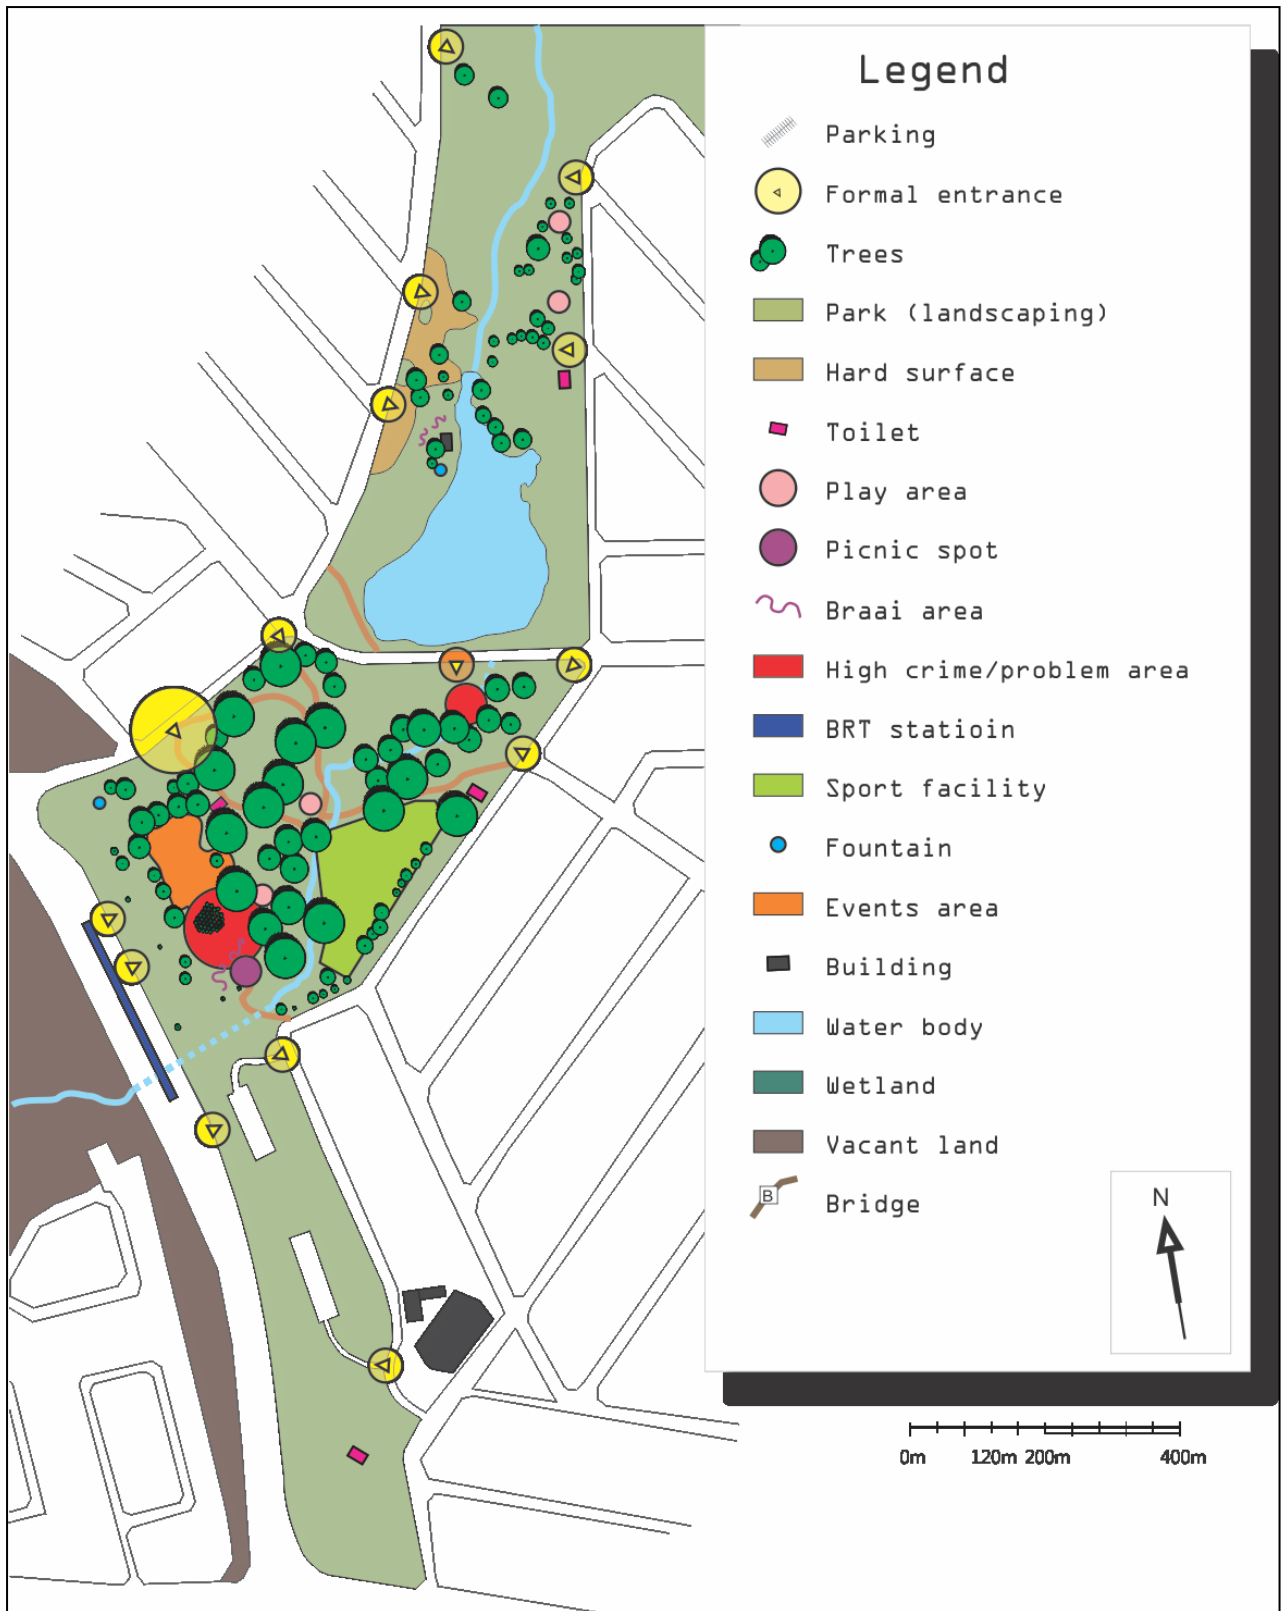 Legend
Parking
Formal entrance
Trees
Park (landscaping)
Hard surface
Toilet
Play area
Picnic spot
Braai area
High crime/problem area
BRT statioin
Sport facility
Fountain
Events area
Building
Water body
Wetland
Vacant land
B Bridge
N
0m 120m 200m 400m